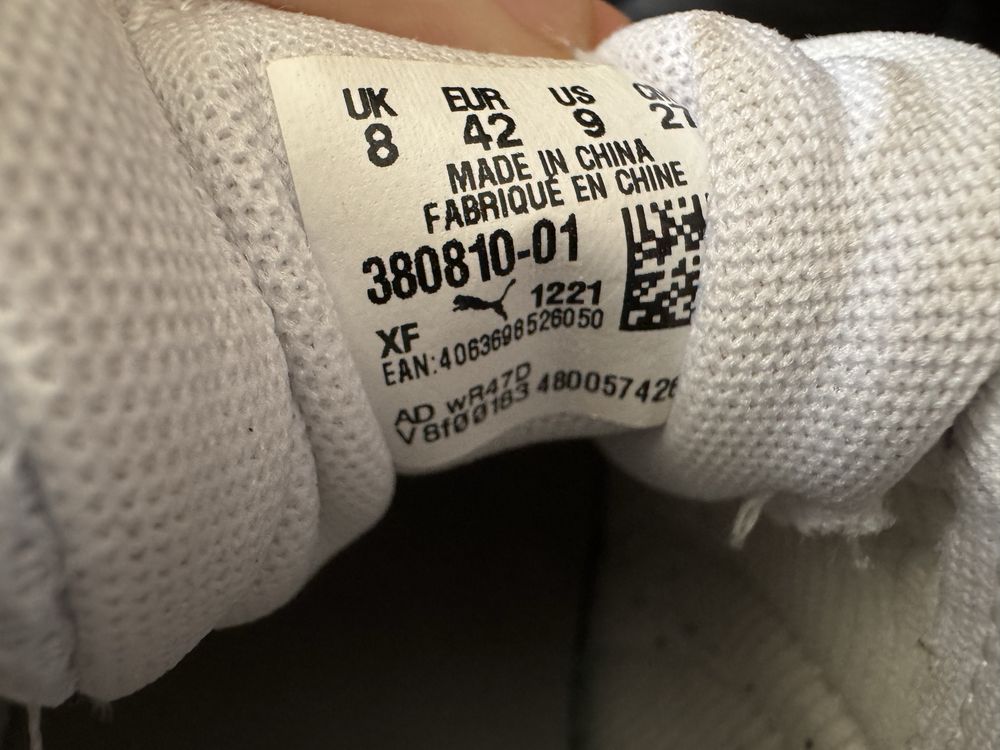 UK EUR US
8 42 9 27
MADE IN CHINA
FABRIQUÉ EN CHINE
380810-01
XF 1221
EAN:4063698526050
AD wR47D
V8f00183 480057426